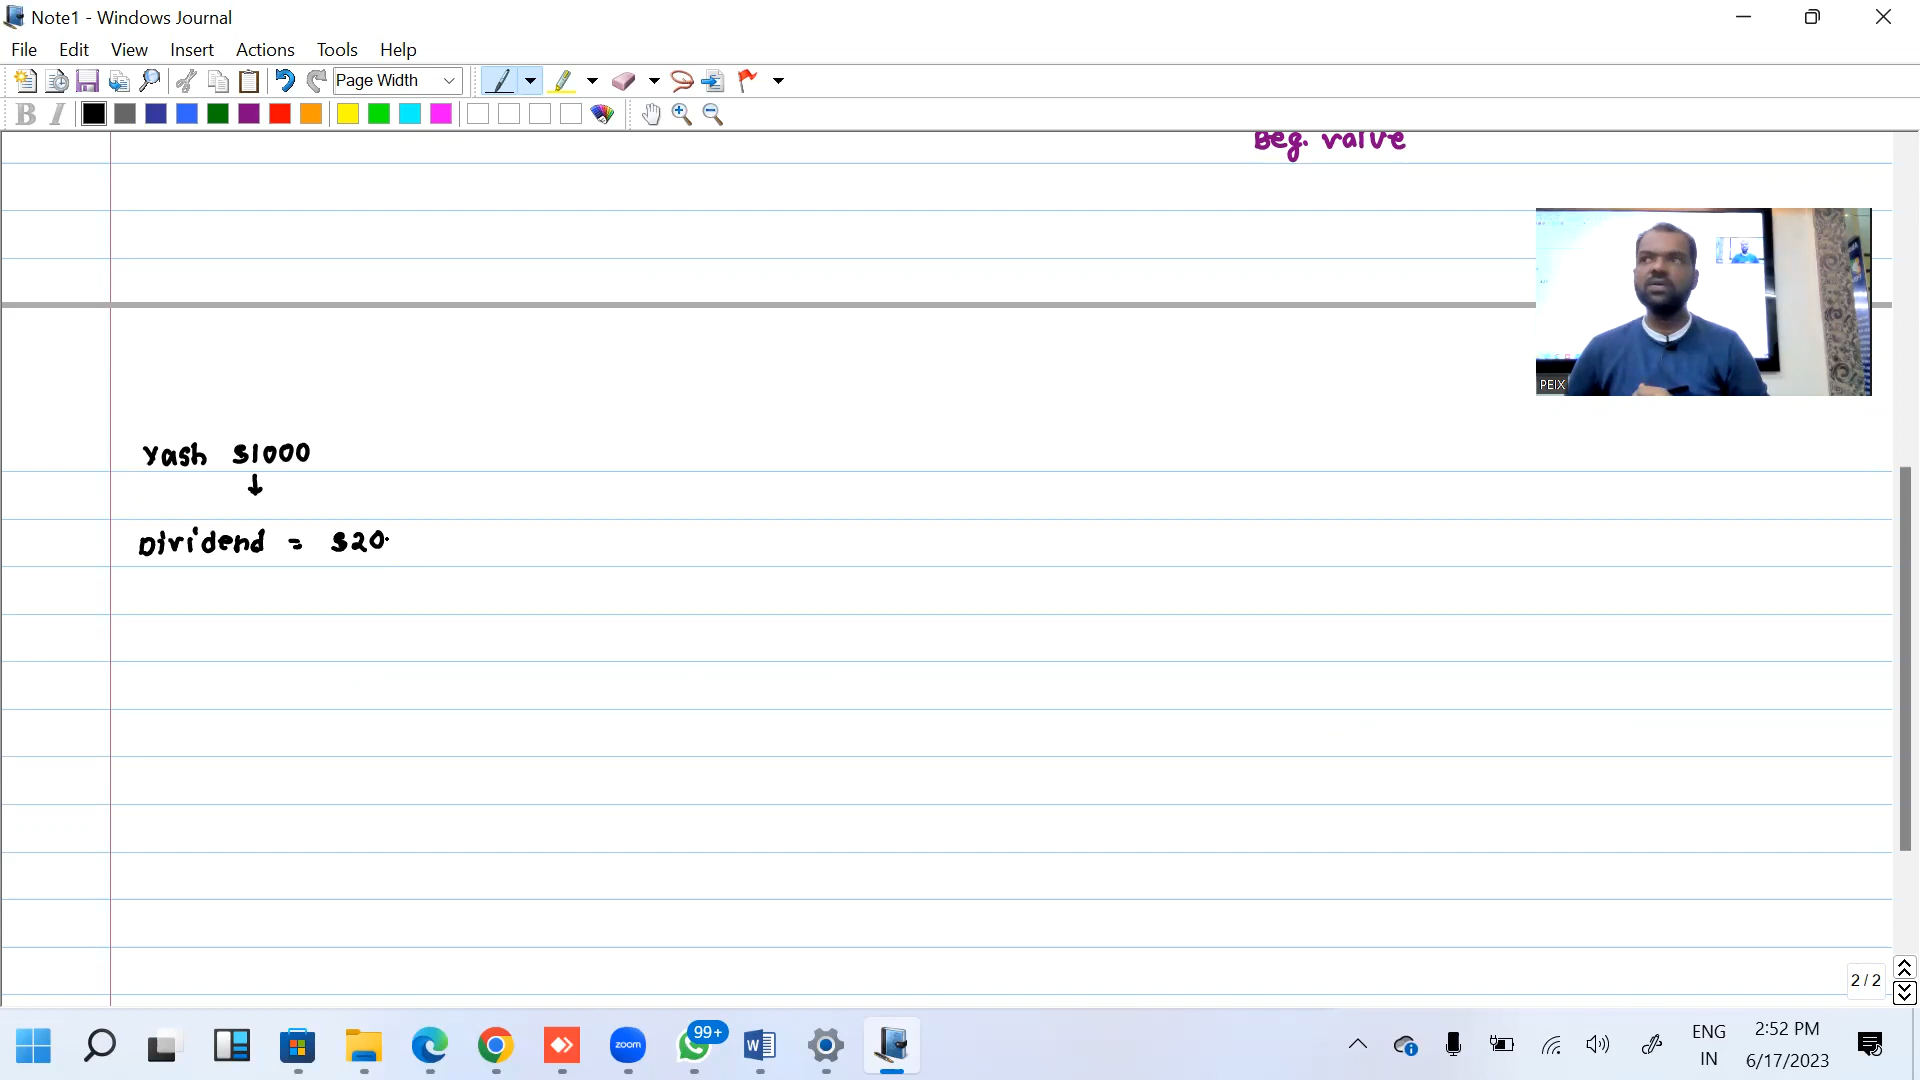 Note1 - Windows Journal
File Edit View Insert Actions Tools Help
Page Width
B I
Beg. value
PEIX
Yash $1000
↓
Dividend = $20
2 / 2
99+
zoom
W
ENG
IN
2:52 PM
6/17/2023